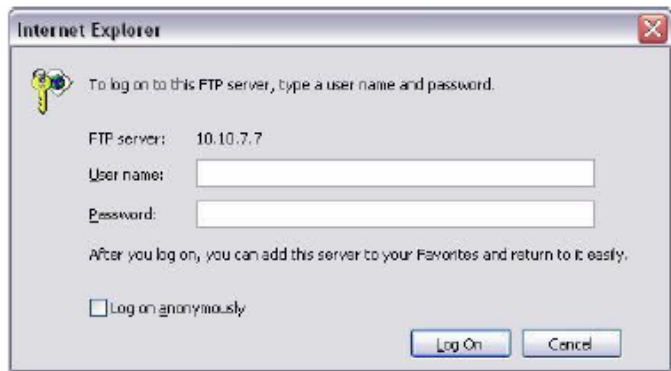 Internet Explorer
To log on to this FTP server, type a user name and password.
FTP server: 10.10.7.7
User name:
Password:
After you log on, you can add this server to your Favorites and return to it easily.
Log on anonymously
Log On Cancel